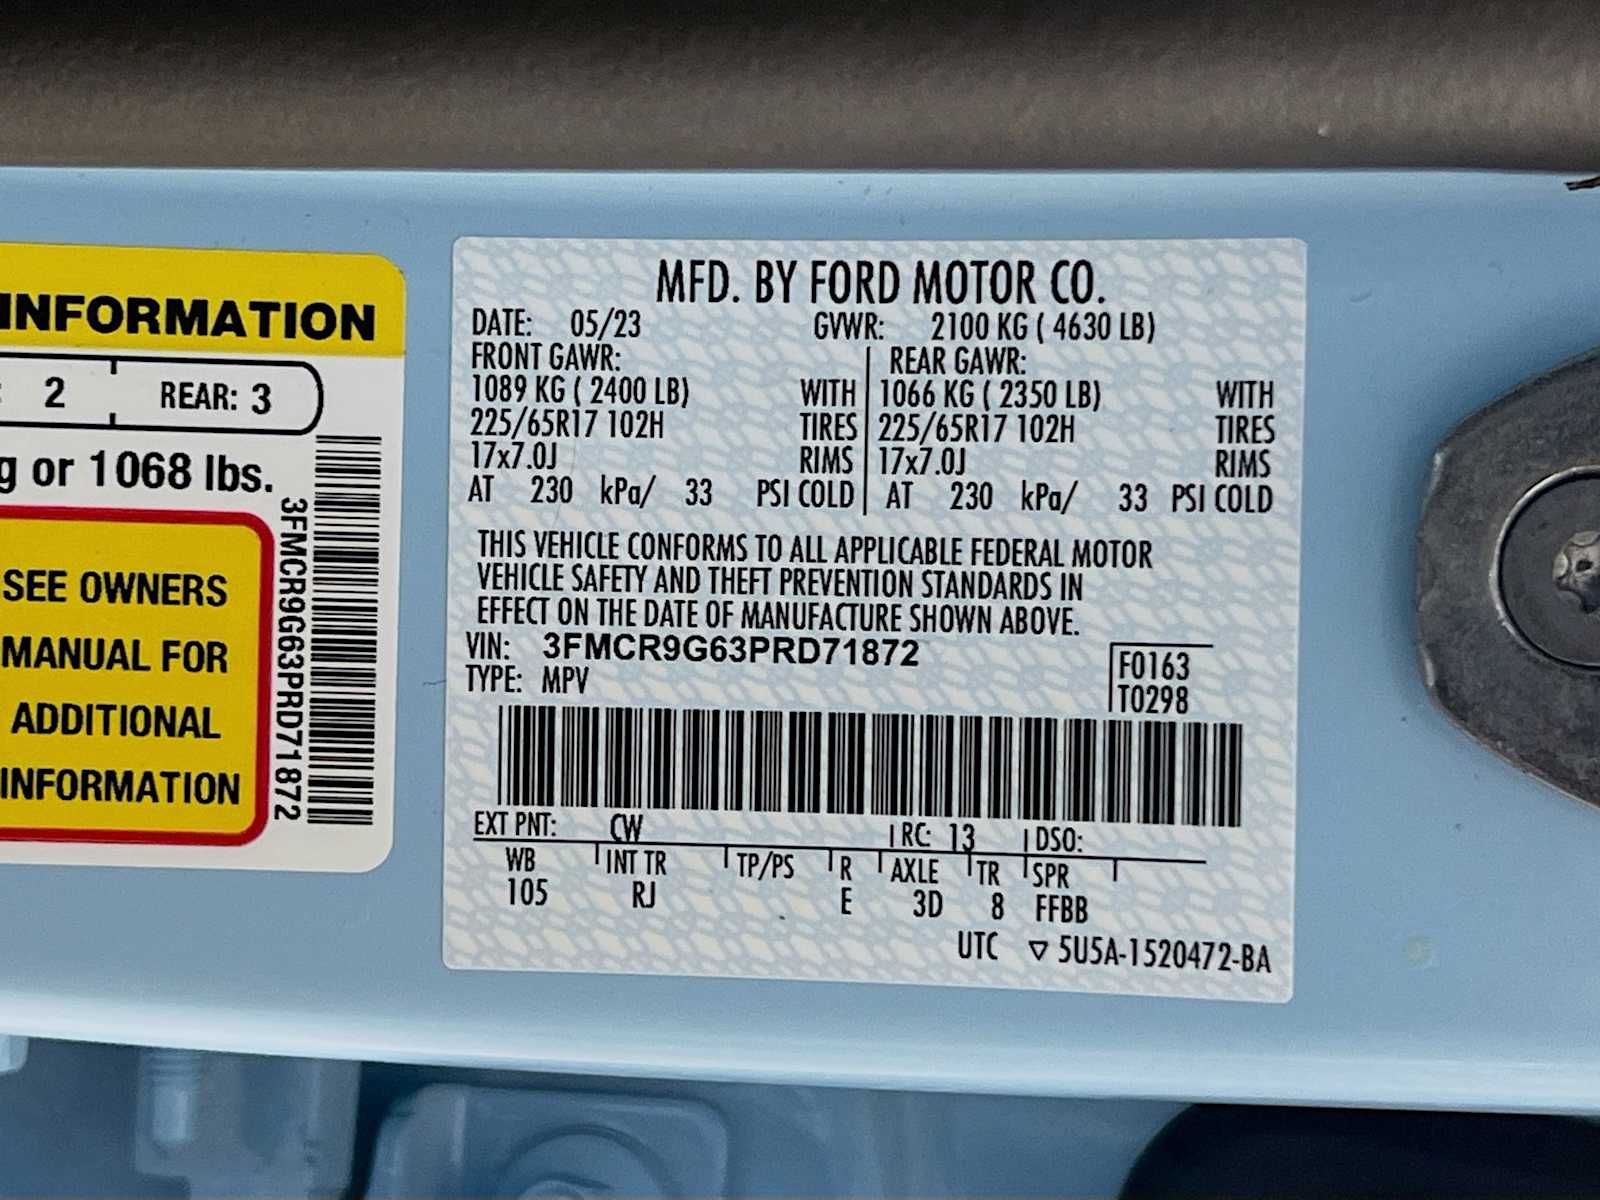 INFORMATION
: 2 REAR: 3
g or 1068 lbs.
SEE OWNERS
MANUAL FOR
ADDITIONAL
INFORMATION
3FMCR9G63PRD71872
MFD. BY FORD MOTOR CO.
DATE: 05/23 GVWR: 2100 KG ( 4630 LB)
FRONT GAWR: REAR GAWR:
1089 KG ( 2400 LB) WITH 1066 KG ( 2350 LB) WITH
225/65R17 102H TIRES 225/65R17 102H TIRES
17x7.0J RIMS 17x7.0J RIMS
AT 230 kPa/ 33 PSI COLD AT 230 kPa/ 33 PSI COLD
THIS VEHICLE CONFORMS TO ALL APPLICABLE FEDERAL MOTOR
VEHICLE SAFETY AND THEFT PREVENTION STANDARDS IN
EFFECT ON THE DATE OF MANUFACTURE SHOWN ABOVE.
VIN: 3FMCR9G63PRD71872
TYPE: MPV
F0163
T0298
EXT PNT: CW RC: 13 DSO:
WB INT TR TP/PS R AXLE TR SPR
105 RJ E 3D 8 FFBB
UTC ▽ 5U5A-1520472-BA